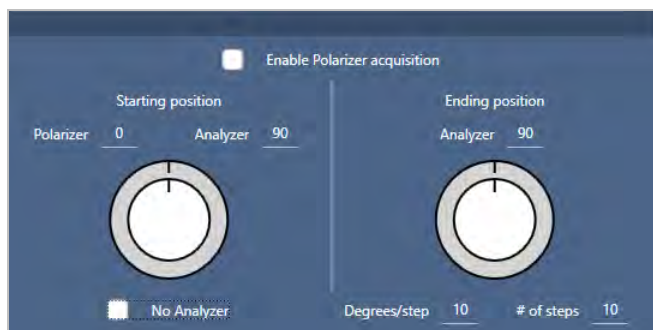 Enable Polarizer acquisition
Starting position
Polarizer 0 Analyzer 90
No Analyzer
Ending position
Analyzer 90
Degrees/step 10 # of steps 10